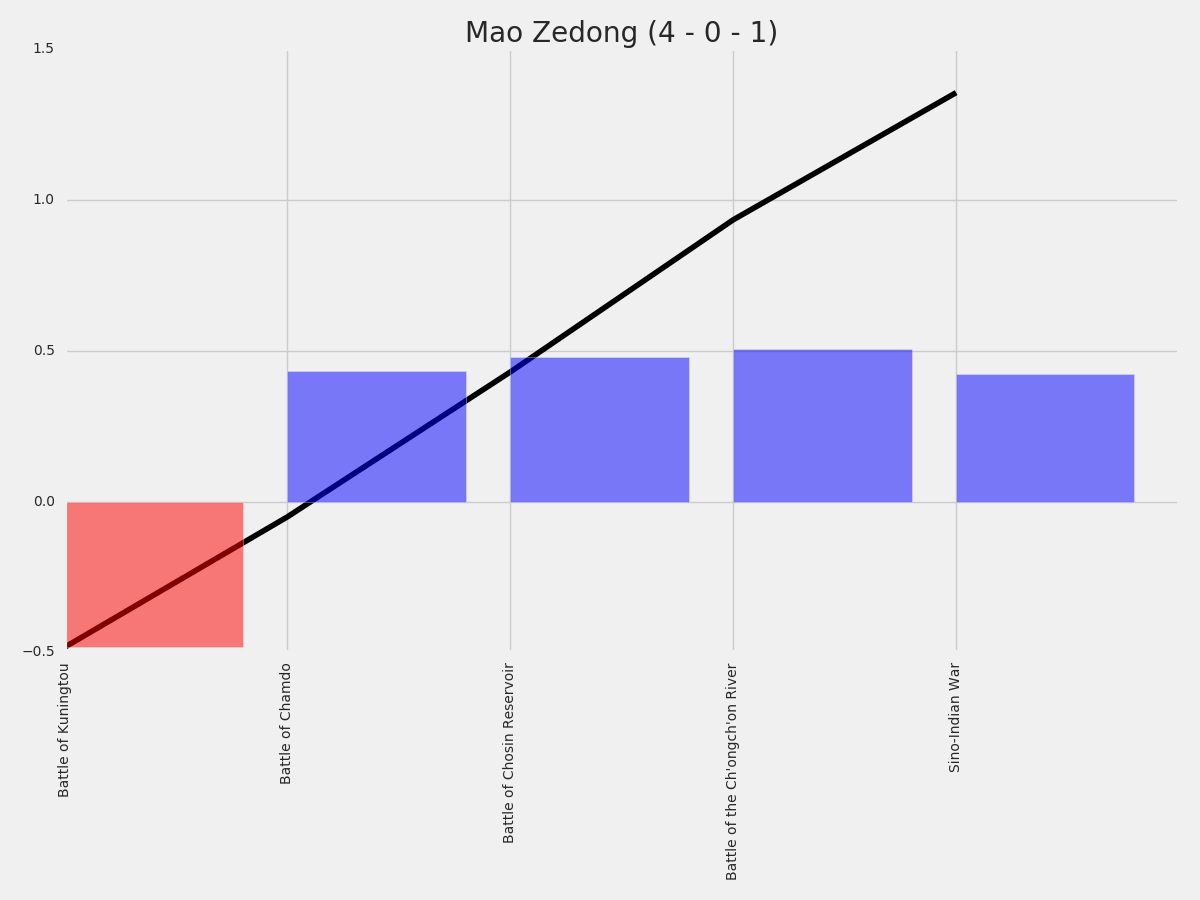 Mao Zedong (4 - 0 - 1)
1.5
1.0
0.5
0.0
−0.5
Battle of Kuningtou
Battle of Chamdo
Battle of Chosin Reservoir
Battle of the Ch'ongch'on River
Sino-Indian War